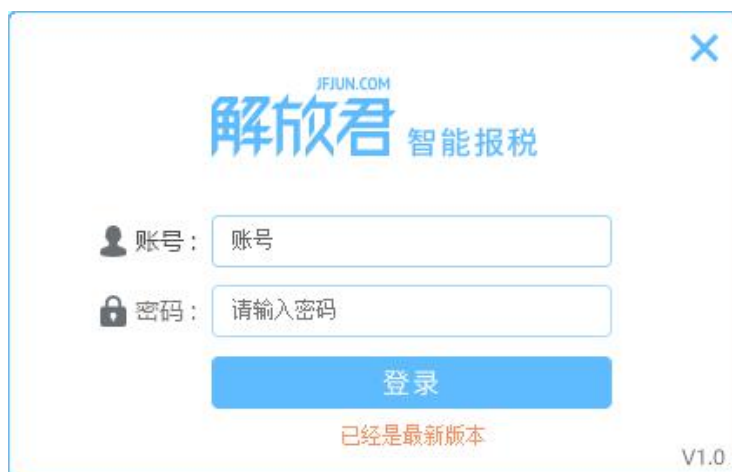 JFJUN.COM
解放君 智能报税
账号： 账号
密码： 请输入密码
登录
已经是最新版本
V1.0